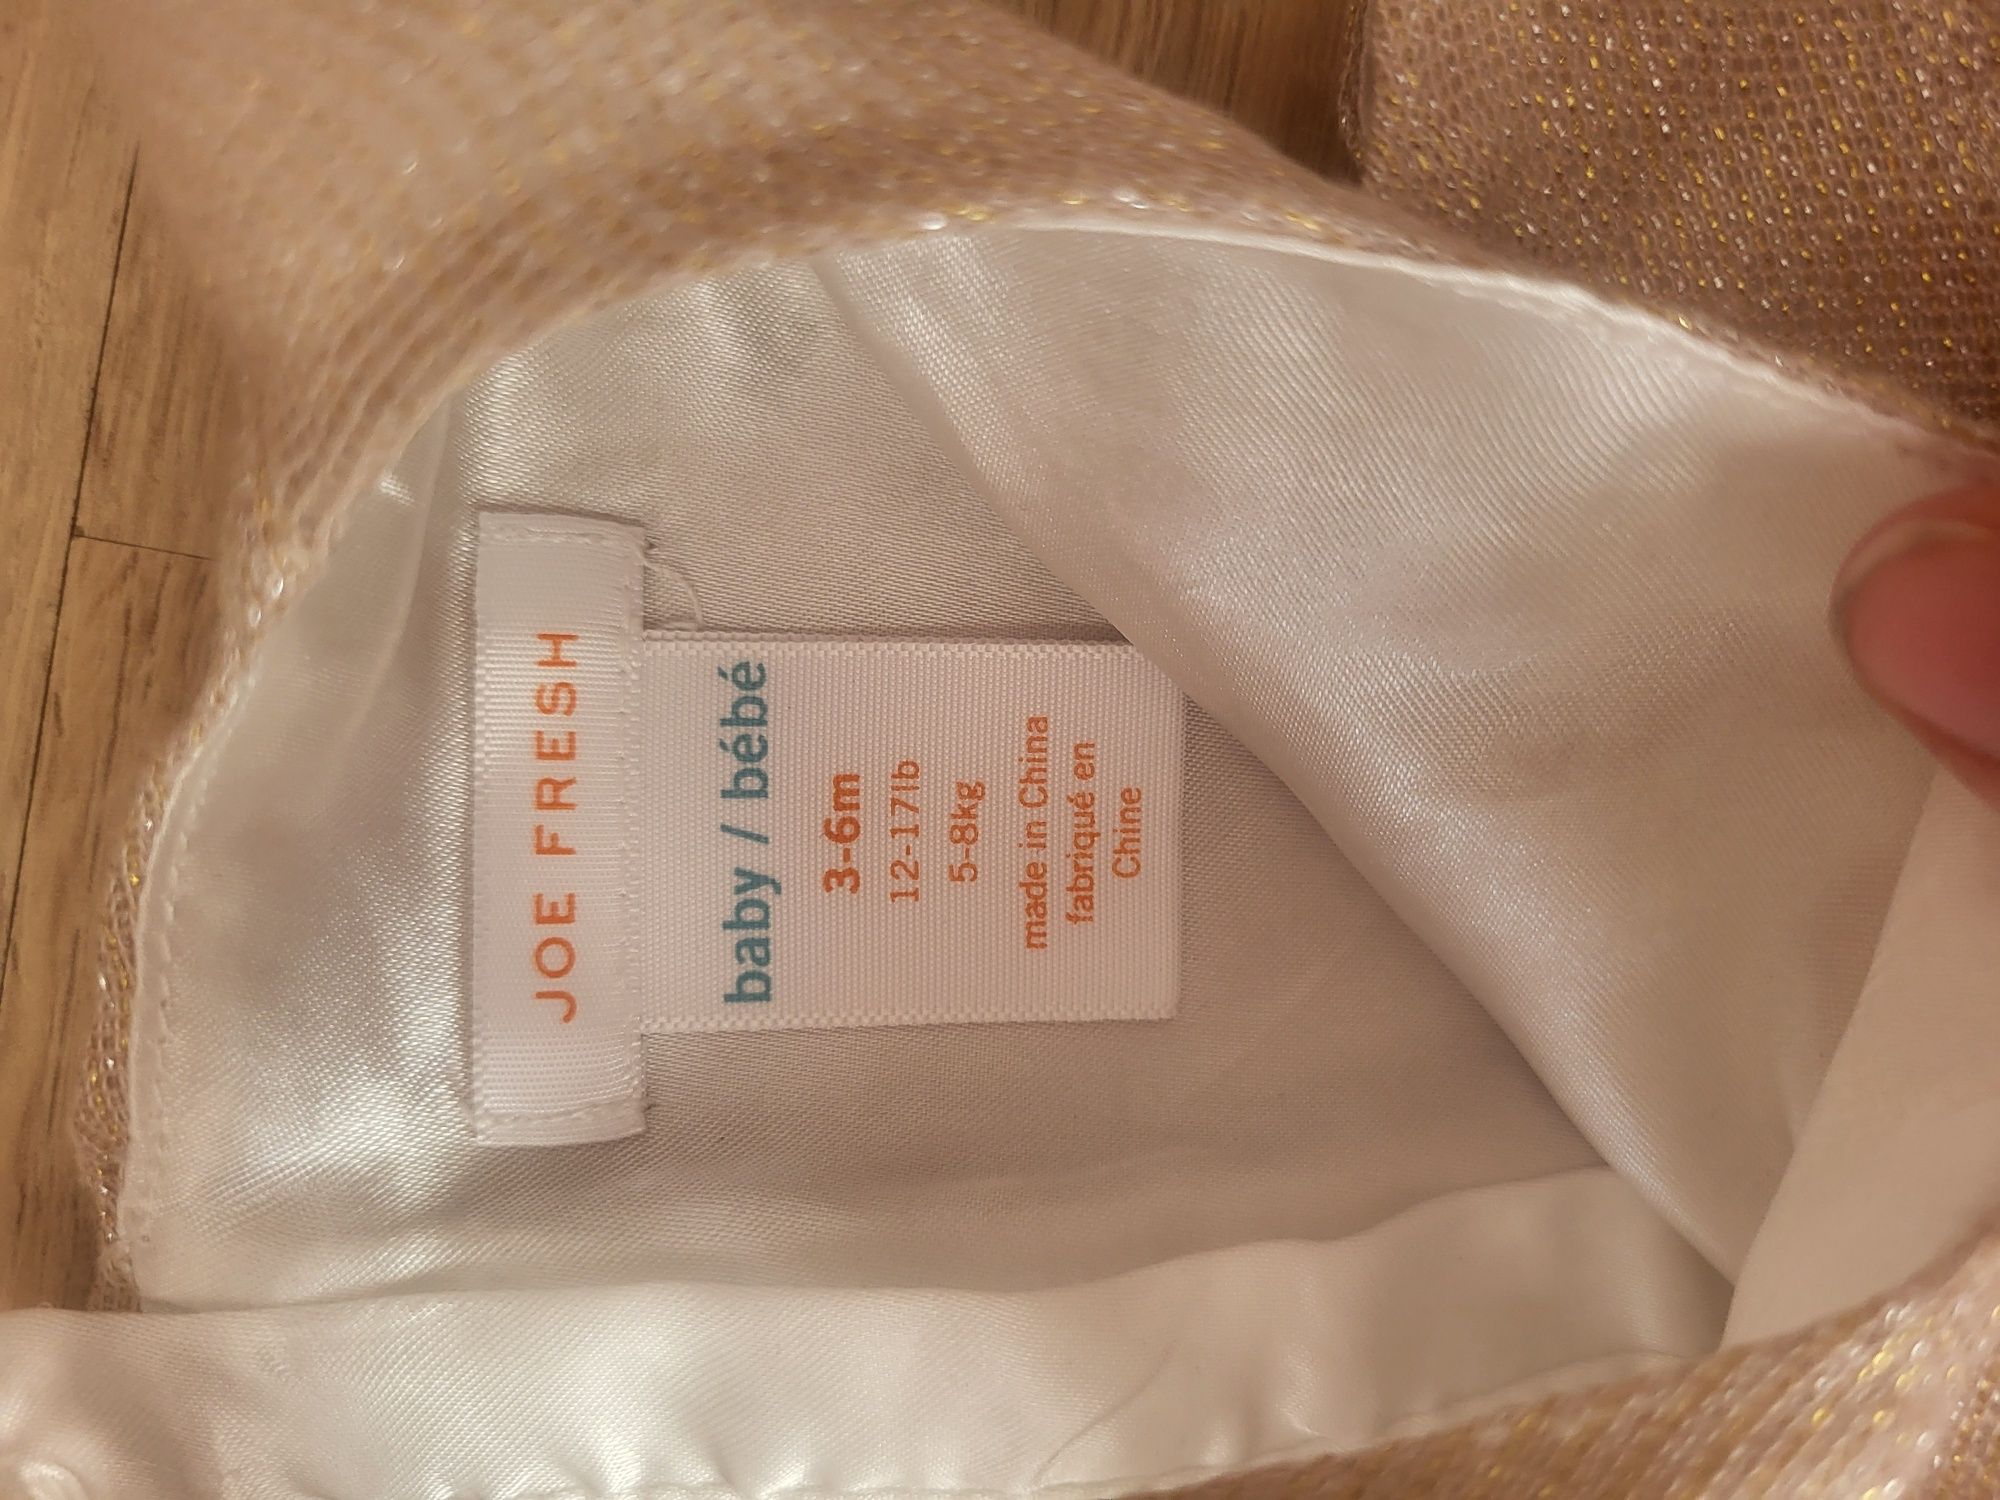 JOE FRESH
baby / bébé
3-6m
12-17lb
5-8kg
made in China
fabriqué en
Chine